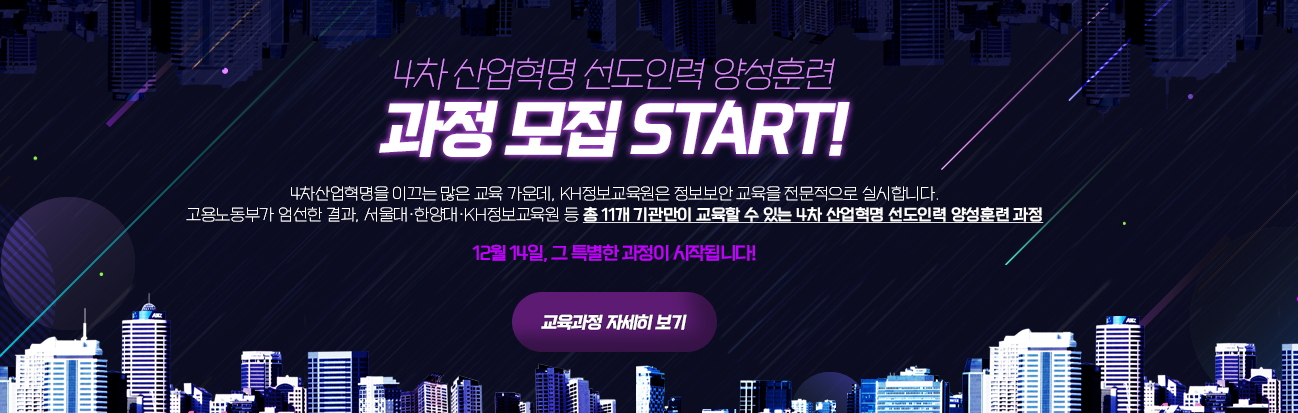 4차 산업혁명 선도인력 양성훈련
과정 모집 START!
4차산업혁명을 이끄는 많은 교육 가운데, KH정보교육원은 정보보안 교육을 전문적으로 실시합니다.
고용노동부가 엄선한 결과, 서울대·한양대·KH정보교육원 등 총 11개 기관만이 교육할 수 있는 4차 산업혁명 선도인력 양성훈련 과정
12월 14일, 그 특별한 과정이 시작됩니다!
교육과정 자세히 보기